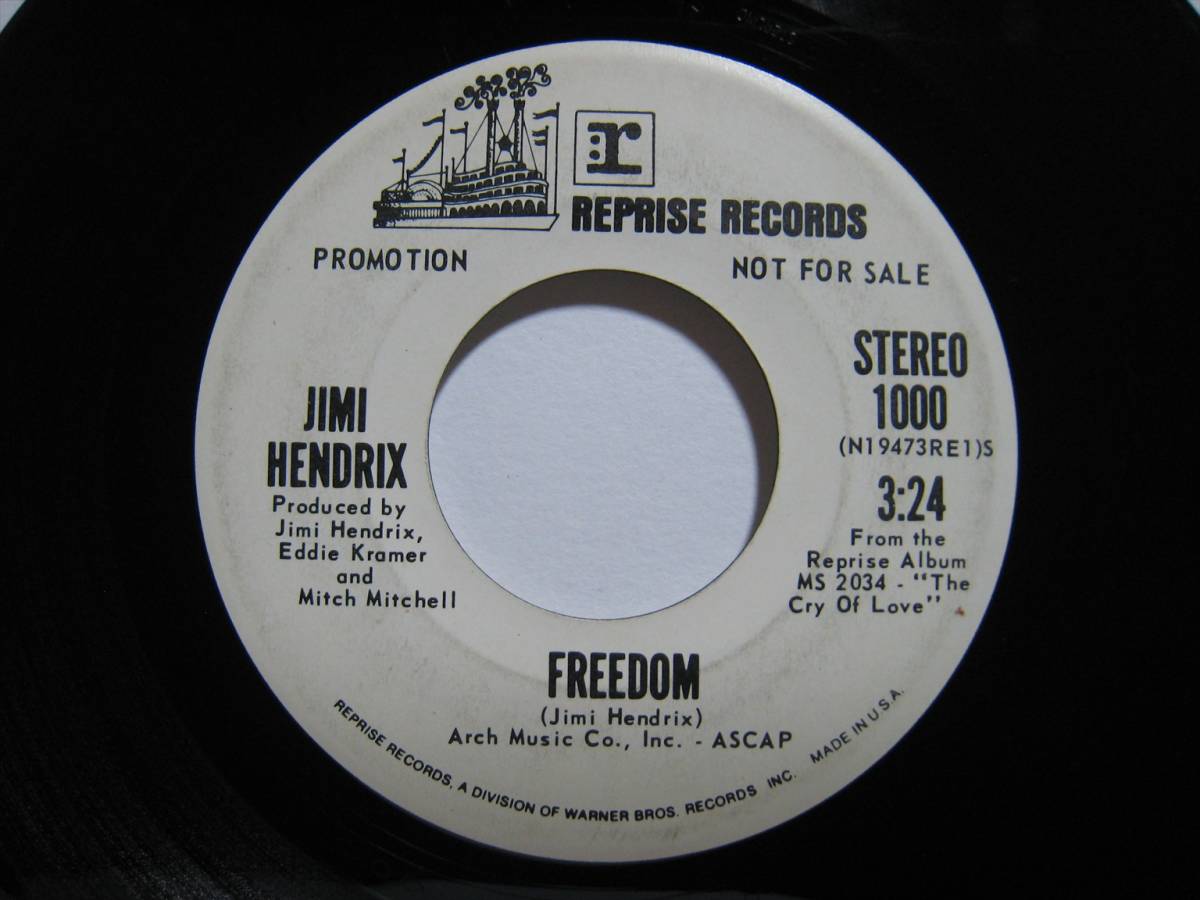 r
REPRISE RECORDS
PROMOTION
NOT FOR SALE
STEREO
1000
(N19473RE1)S
3:24
From the
Reprise Album
MS 2034 - "The
Cry Of Love"
JIMI
HENDRIX
Produced by
Jimi Hendrix,
Eddie Kramer
and
Mitch Mitchell
FREEDOM
(Jimi Hendrix)
Arch Music Co., Inc. - ASCAP
REPRISE RECORDS, A DIVISION OF WARNER BROS. RECORDS INC. MADE IN U.S.A.